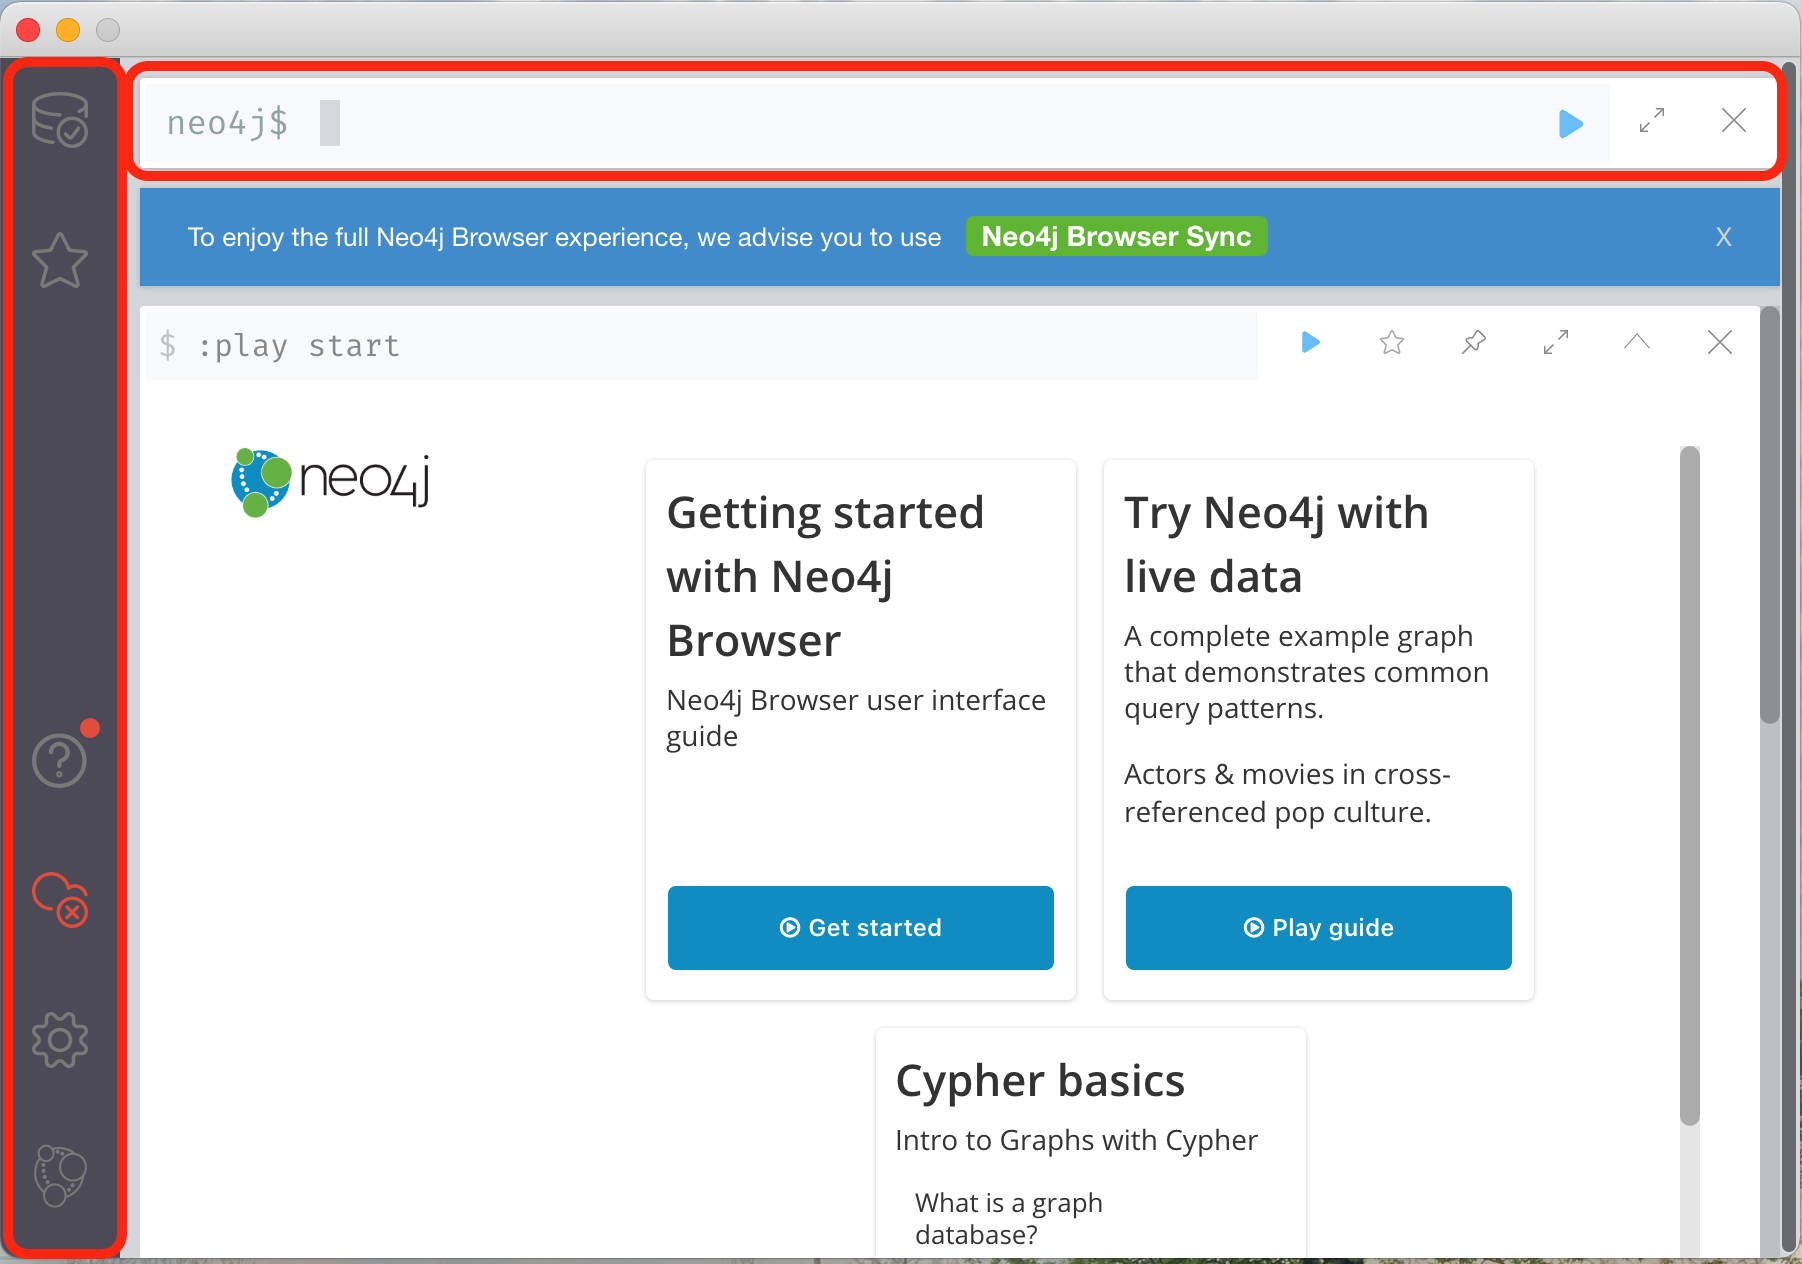 neo4j$
To enjoy the full Neo4j Browser experience, we advise you to use Neo4j Browser Sync X
$ :play start
neo4j
Getting started
with Neo4j
Browser
Neo4j Browser user interface
guide
Get started
Try Neo4j with
live data
A complete example graph
that demonstrates common
query patterns.
Actors & movies in cross-
referenced pop culture.
Play guide
Cypher basics
Intro to Graphs with Cypher
What is a graph
database?